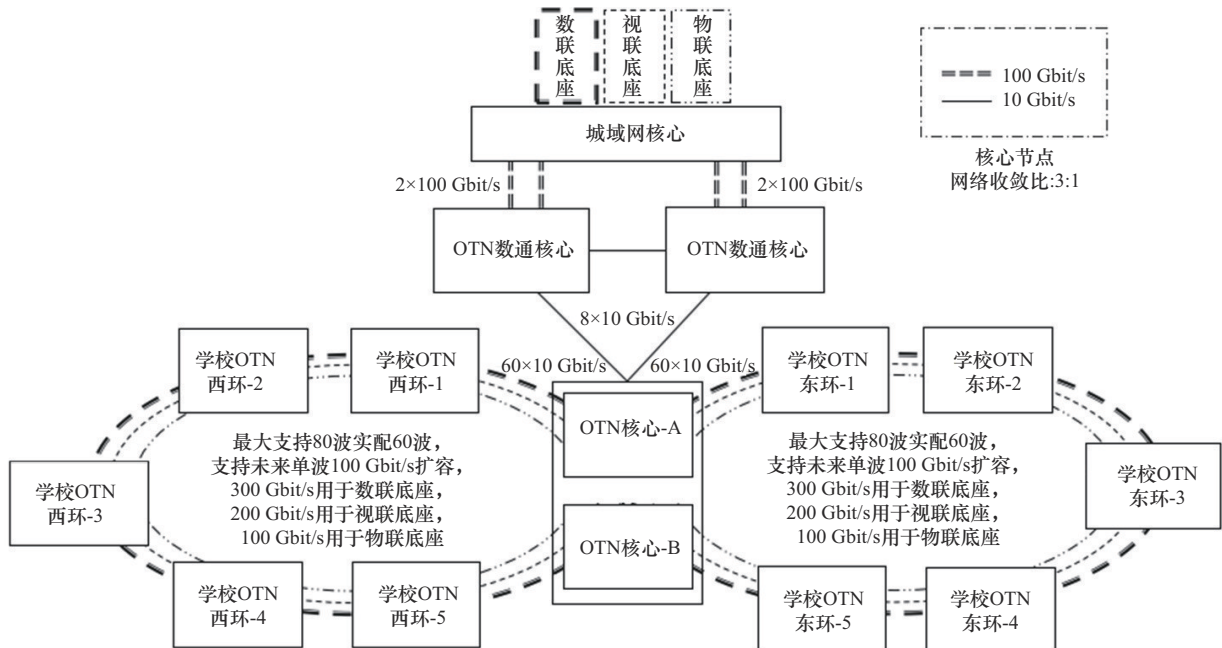 数联底座
视联底座
物联底座
100 Gbit/s
10 Gbit/s
核心节点
网络收敛比:3:1
城域网核心
2×100 Gbit/s
2×100 Gbit/s
OTN数通核心
OTN数通核心
8×10 Gbit/s
60×10 Gbit/s
60×10 Gbit/s
学校OTN
西环-2
学校OTN
西环-1
学校OTN
东环-1
学校OTN
东环-2
OTN核心-A
最大支持80波实配60波，
支持未来单波100 Gbit/s扩容，
300 Gbit/s用于数联底座，
200 Gbit/s用于视联底座，
100 Gbit/s用于物联底座
最大支持80波实配60波，
支持未来单波100 Gbit/s扩容，
300 Gbit/s用于数联底座，
200 Gbit/s用于视联底座，
100 Gbit/s用于物联底座
学校OTN
西环-3
学校OTN
东环-3
OTN核心-B
学校OTN
西环-4
学校OTN
西环-5
学校OTN
东环-5
学校OTN
东环-4